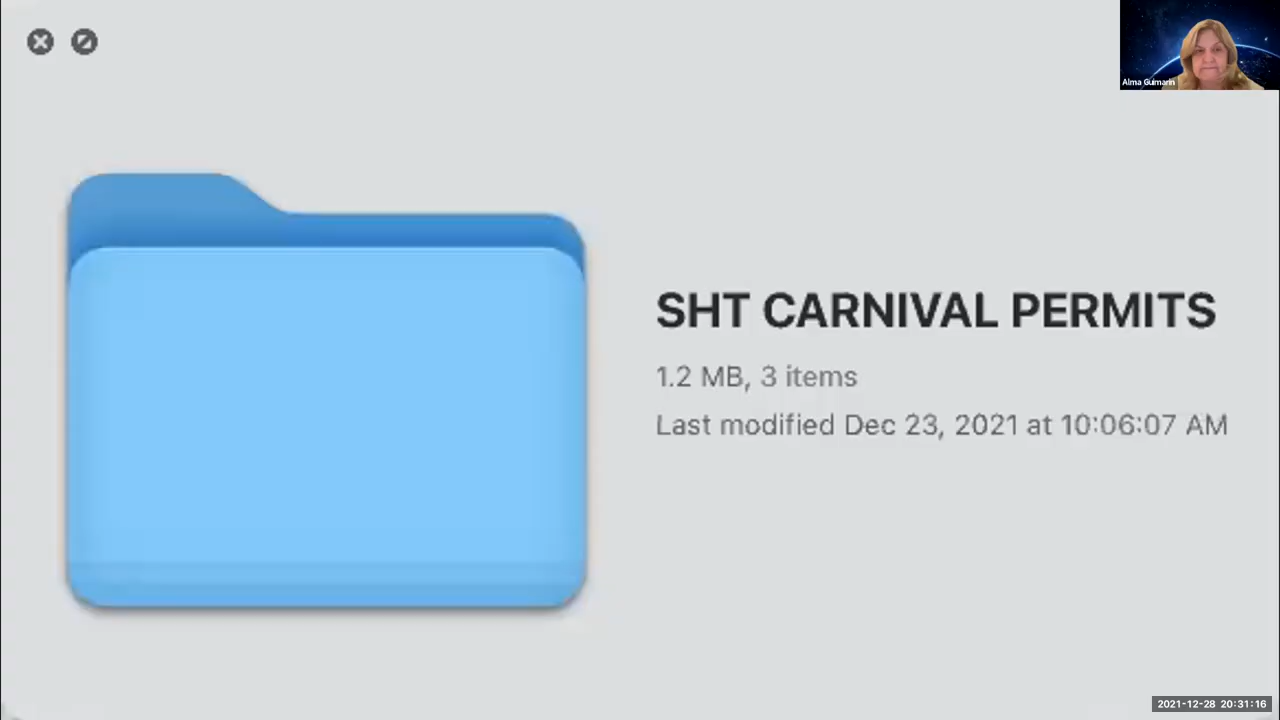 Alma Guimarin
SHT CARNIVAL PERMITS
1.2 MB, 3 items
Last modified Dec 23, 2021 at 10:06:07 AM
2021-12-28 20:31:16